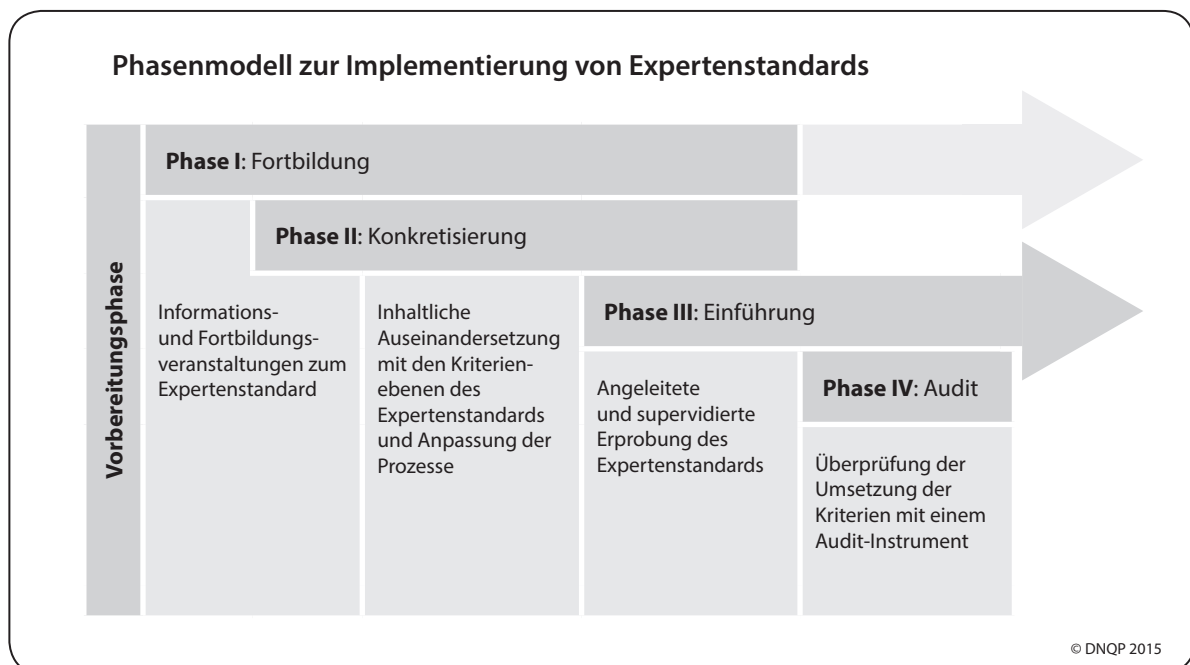 Phasenmodell zur Implementierung von Expertenstandards
Vorbereitungsphase
Phase I: Fortbildung
Phase II: Konkretisierung
Informations-
und Fortbildungs-
veranstaltungen zum
Expertenstandard
Inhaltliche
Auseinandersetzung
mit den Kriterien-
ebenen des
Expertenstandards
und Anpassung der
Prozesse
Phase III: Einführung
Angeleitete
und supervidierte
Erprobung des
Expertenstandards
Phase IV: Audit
Überprüfung der
Umsetzung der
Kriterien mit einem
Audit-Instrument
© DNQP 2015